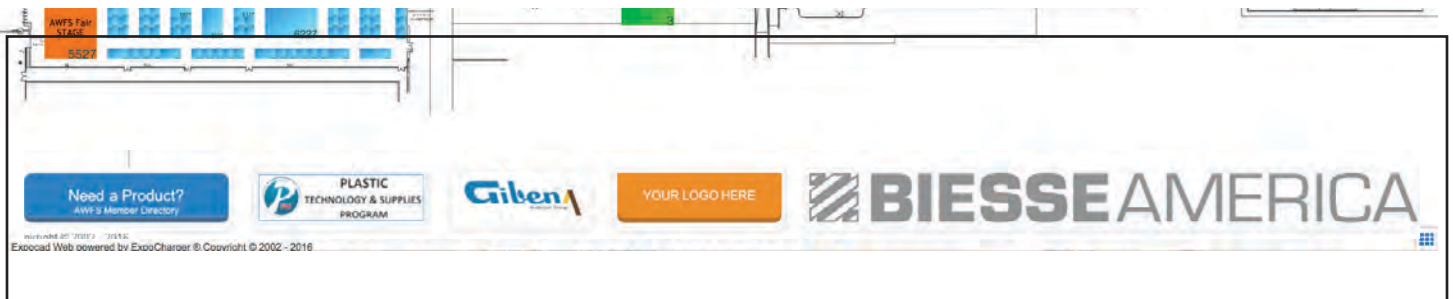 AWFS Fair
STAGE
5527
6227
3
Need a Product?
AWFS Member Directory
PLASTIC
TECHNOLOGY & SUPPLIES
PROGRAM
Giben
YOUR LOGO HERE
BIESSEAMERICA
Expocad Web powered by ExpoCharger ® Copyright © 2002 - 2016